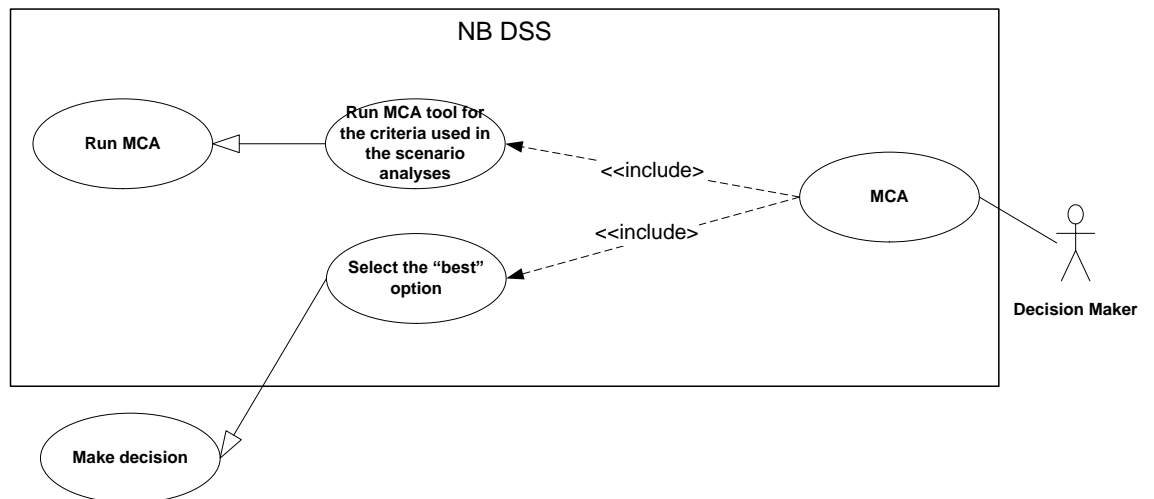 NB DSS
Run MCA
Run MCA tool for
the criteria used in
the scenario
analyses
<<include>
MCA
<<include>
Select the “best”
option
Decision Maker
Make decision